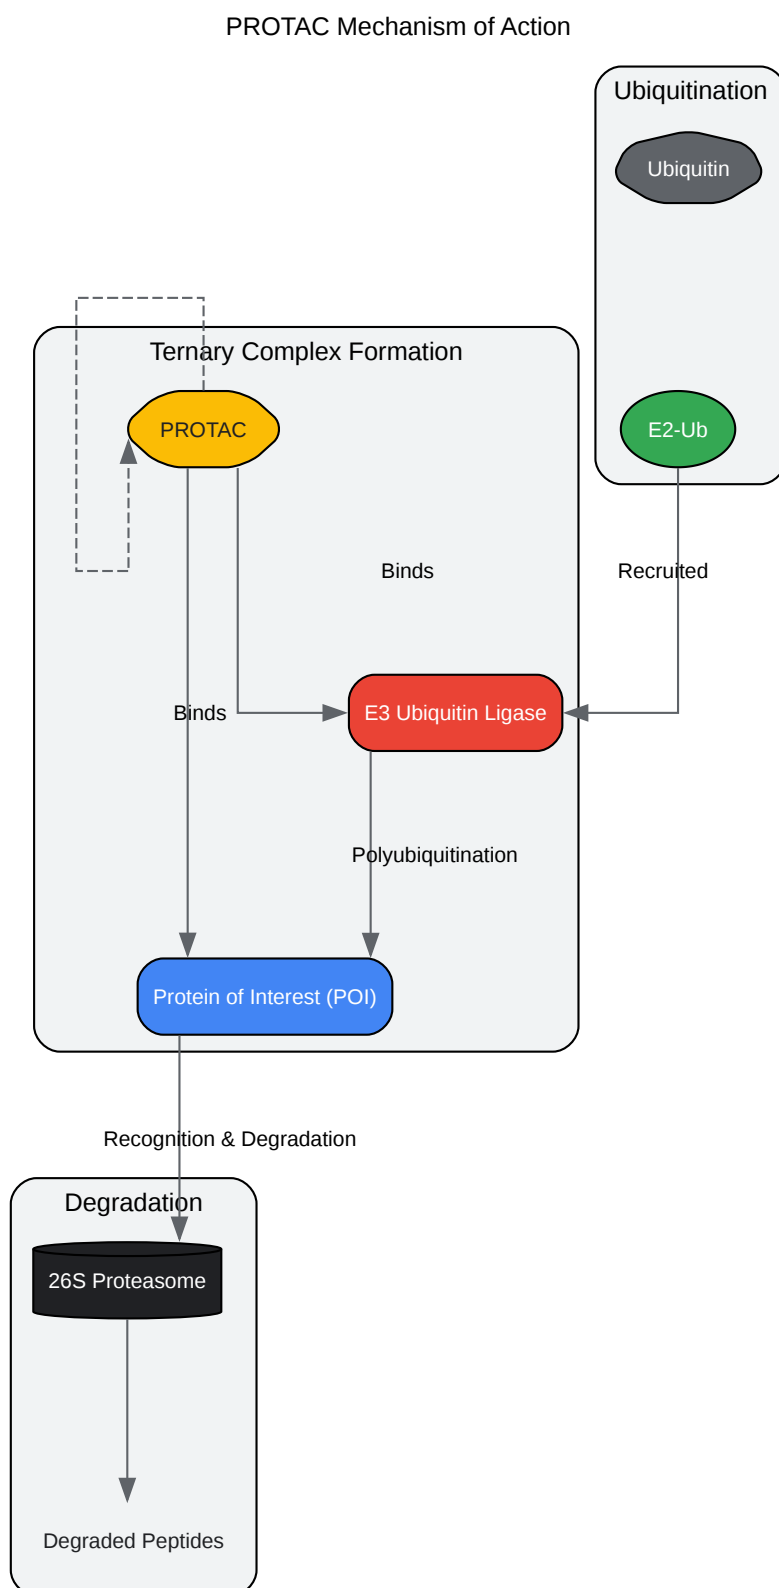 PROTAC Mechanism of Action
Ubiquitination
Ubiquitin
Ternary Complex Formation
PROTAC
E2-Ub
Binds
Recruited
Binds
E3 Ubiquitin Ligase
Polyubiquitination
Protein of Interest (POI)
Recognition & Degradation
Degradation
26S Proteasome
Degraded Peptides